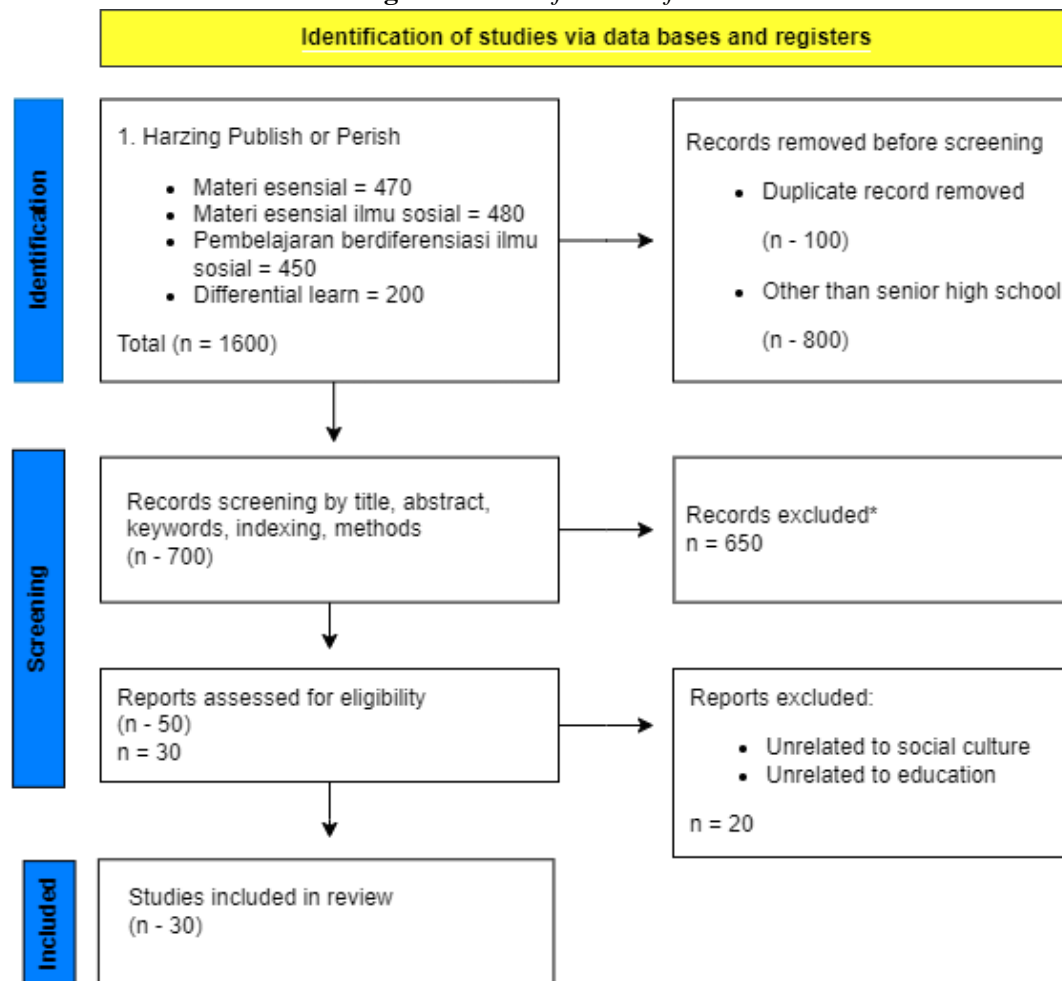 Identification of studies via data bases and registers
Identification
1. Harzing Publish or Perish
• Materi esensial = 470
• Materi esensial ilmu sosial = 480
• Pembelajaran berdiferensiasi ilmu
sosial = 450
• Differential learn = 200
Total (n = 1600)
Records removed before screening
• Duplicate record removed
(n - 100)
• Other than senior high school
(n - 800)
Screening
Records screening by title, abstract,
keywords, indexing, methods
(n - 700)
Records excluded*
n = 650
Reports assessed for eligibility
(n - 50)
n = 30
Reports excluded:
• Unrelated to social culture
• Unrelated to education
n = 20
Included
Studies included in review
(n - 30)